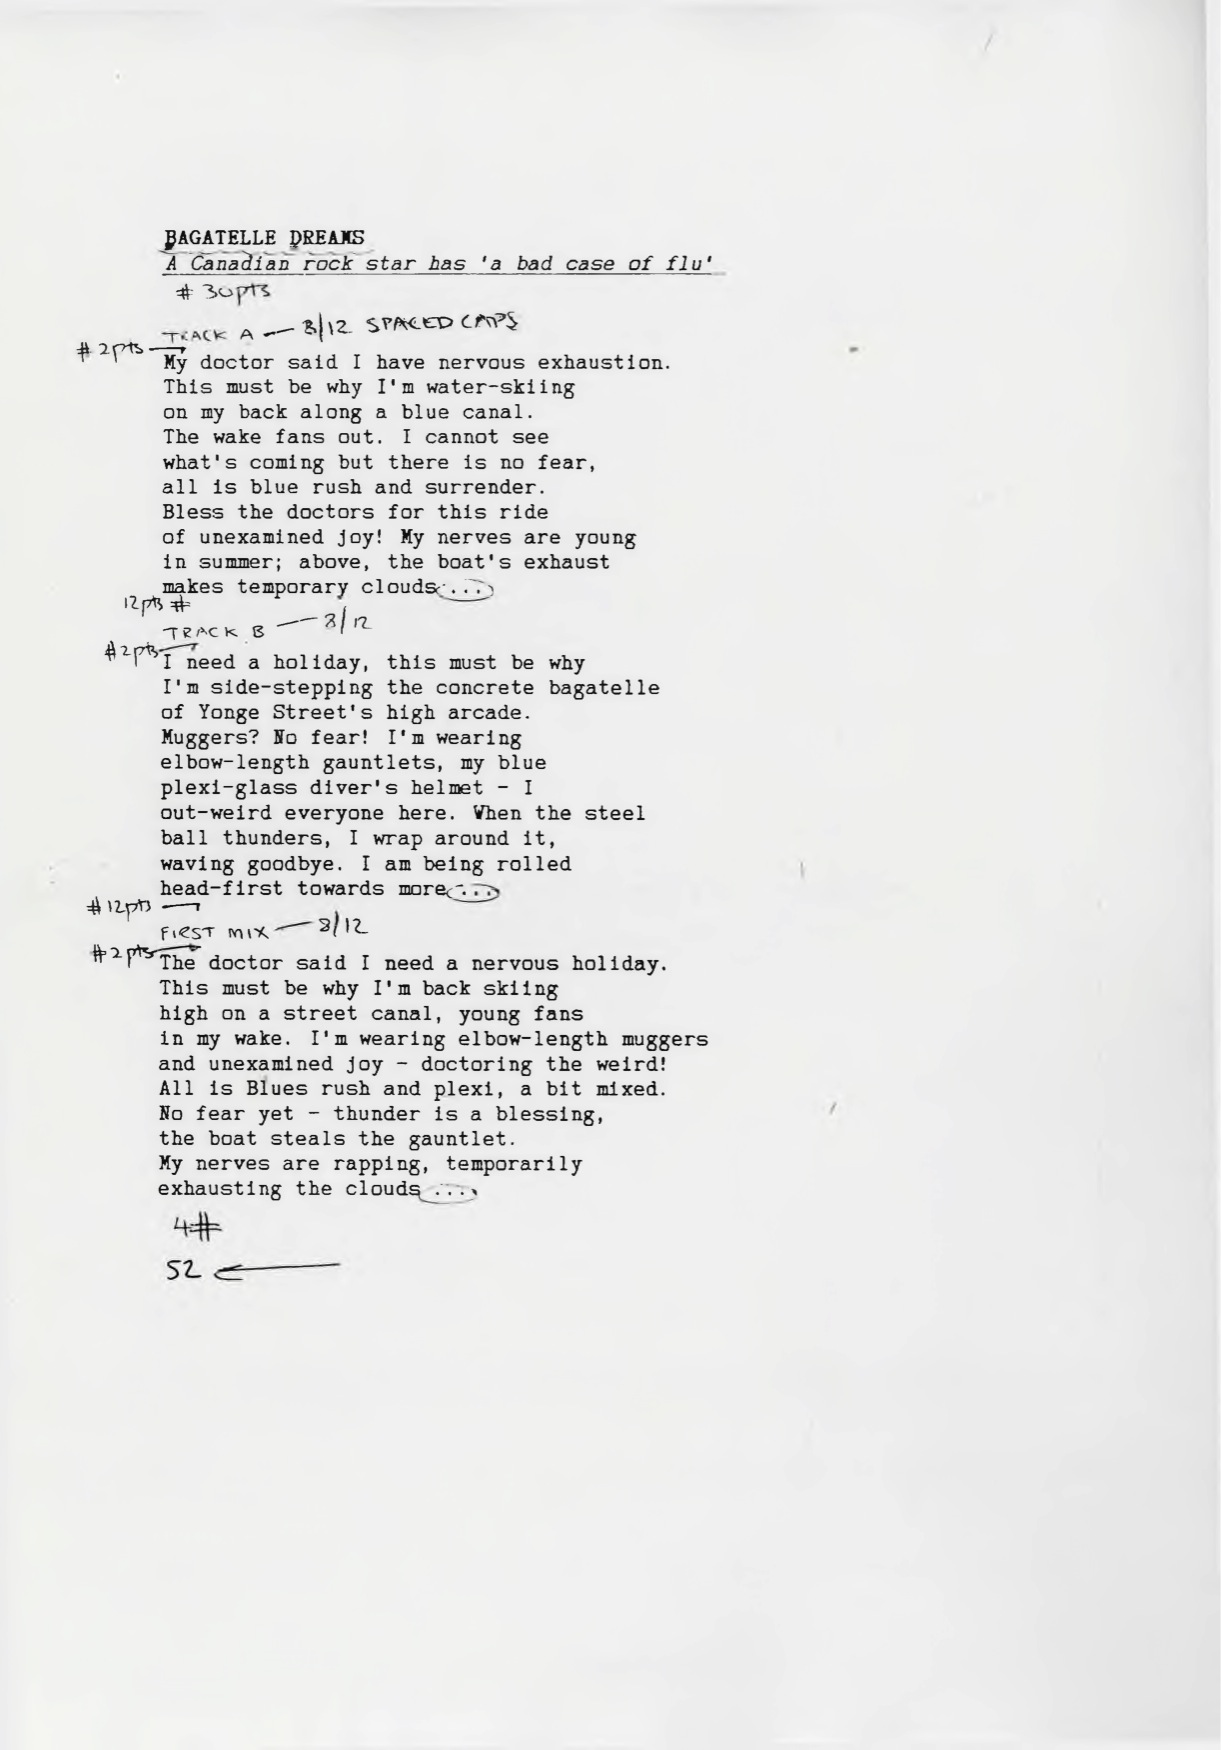 BAGATELLE DREAMS
A Canadian rock star has 'a bad case of flu'
# 30pts
TRACK A — 8/12 SPACED CAPS
# 2pts
My doctor said I have nervous exhaustion.
This must be why I'm water-skiing
on my back along a blue canal.
The wake fans out. I cannot see
what's coming but there is no fear,
all is blue rush and surrender.
Bless the doctors for this ride
of unexamined joy! My nerves are young
in summer; above, the boat's exhaust
makes temporary clouds...
12pts #
TRACK B — 8/12
# 2pts
I need a holiday, this must be why
I'm side-stepping the concrete bagatelle
of Yonge Street's high arcade.
Muggers? No fear! I'm wearing
elbow-length gauntlets, my blue
plexi-glass diver's helmet - I
out-weird everyone here. When the steel
ball thunders, I wrap around it,
waving goodbye. I am being rolled
head-first towards more...
# 12pts
FIRST MIX — 8/12
# 2pts
The doctor said I need a nervous holiday.
This must be why I'm back skiing
high on a street canal, young fans
in my wake. I'm wearing elbow-length muggers
and unexamined joy - doctoring the weird!
All is Blues rush and plexi, a bit mixed.
No fear yet - thunder is a blessing,
the boat steals the gauntlet.
My nerves are rapping, temporarily
exhausting the clouds....
4#
52 ←